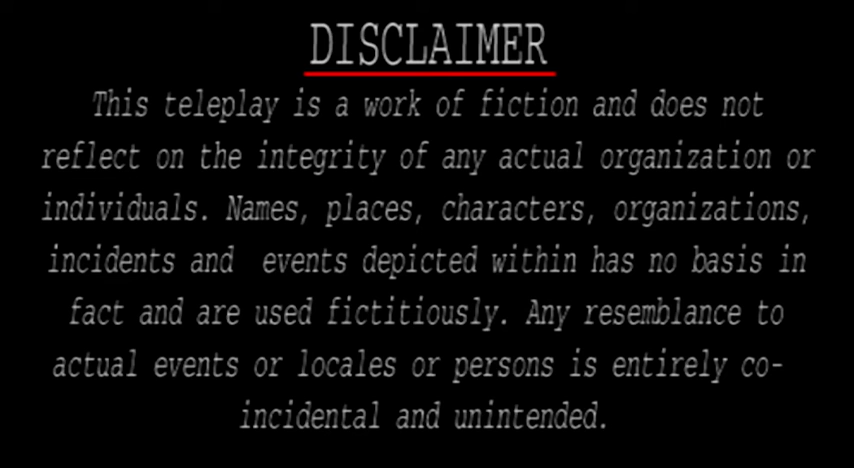 DISCLAIMER
This teleplay is a work of fiction and does not
reflect on the integrity of any actual organization or
individuals. Names, places, characters, organizations,
incidents and  events depicted within has no basis in
fact and are used fictitiously. Any resemblance to
actual events or locales or persons is entirely co-
incidental and unintended.